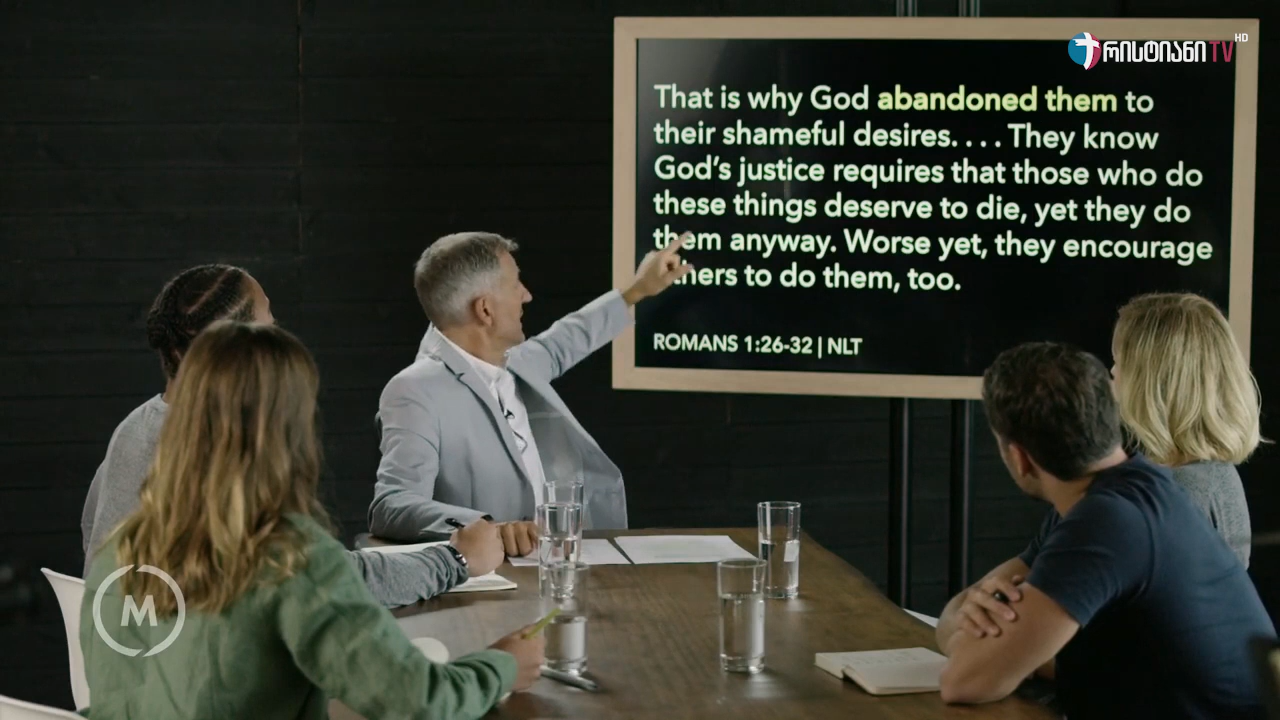 ქრისტიანი TV HD
That is why God abandoned them to
their shameful desires. . . . They know
God's justice requires that those who do
these things deserve to die, yet they do
them anyway. Worse yet, they encourage
to do them, too.
ROMANS 1:26-32 | NLT
M